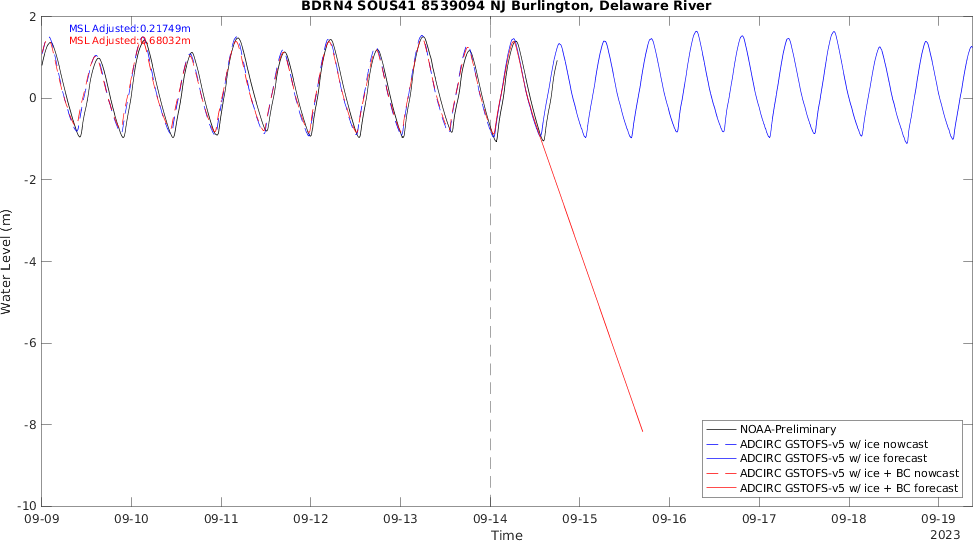 BDRN4 SOUS41 8539094 NJ Burlington, Delaware River
MSL Adjusted:0.21749m
MSL Adjusted: .68032m
Water Level (m)
2
0
-2
-4
-6
-8
-10
NOAA-Preliminary
ADCIRC GSTOFS-v5 w/ ice nowcast
ADCIRC GSTOFS-v5 w/ ice forecast
ADCIRC GSTOFS-v5 w/ ice + BC nowcast
ADCIRC GSTOFS-v5 w/ ice + BC forecast
09-09 09-10 09-11 09-12 09-13 09-14 09-15 09-16 09-17 09-18 09-19
Time
2023